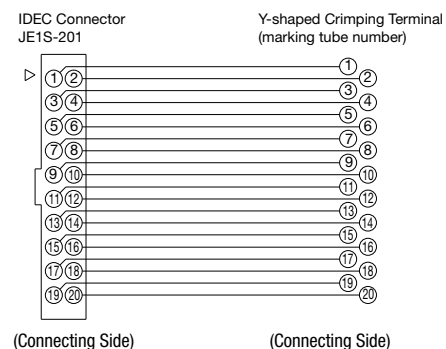 IDEC Connector
JE1S-201
Y-shaped Crimping Terminal
(marking tube number)
① ② ①
②
③ ④ ③
④
⑤ ⑥ ⑤
⑥
⑦ ⑧ ⑦
⑧
⑨ ⑩ ⑨
⑩
⑪ ⑫ ⑪
⑫
⑬ ⑭ ⑬
⑭
⑮ ⑯ ⑮
⑯
⑰ ⑱ ⑰
⑱
⑲ ⑳ ⑲
⑳
(Connecting Side) (Connecting Side)